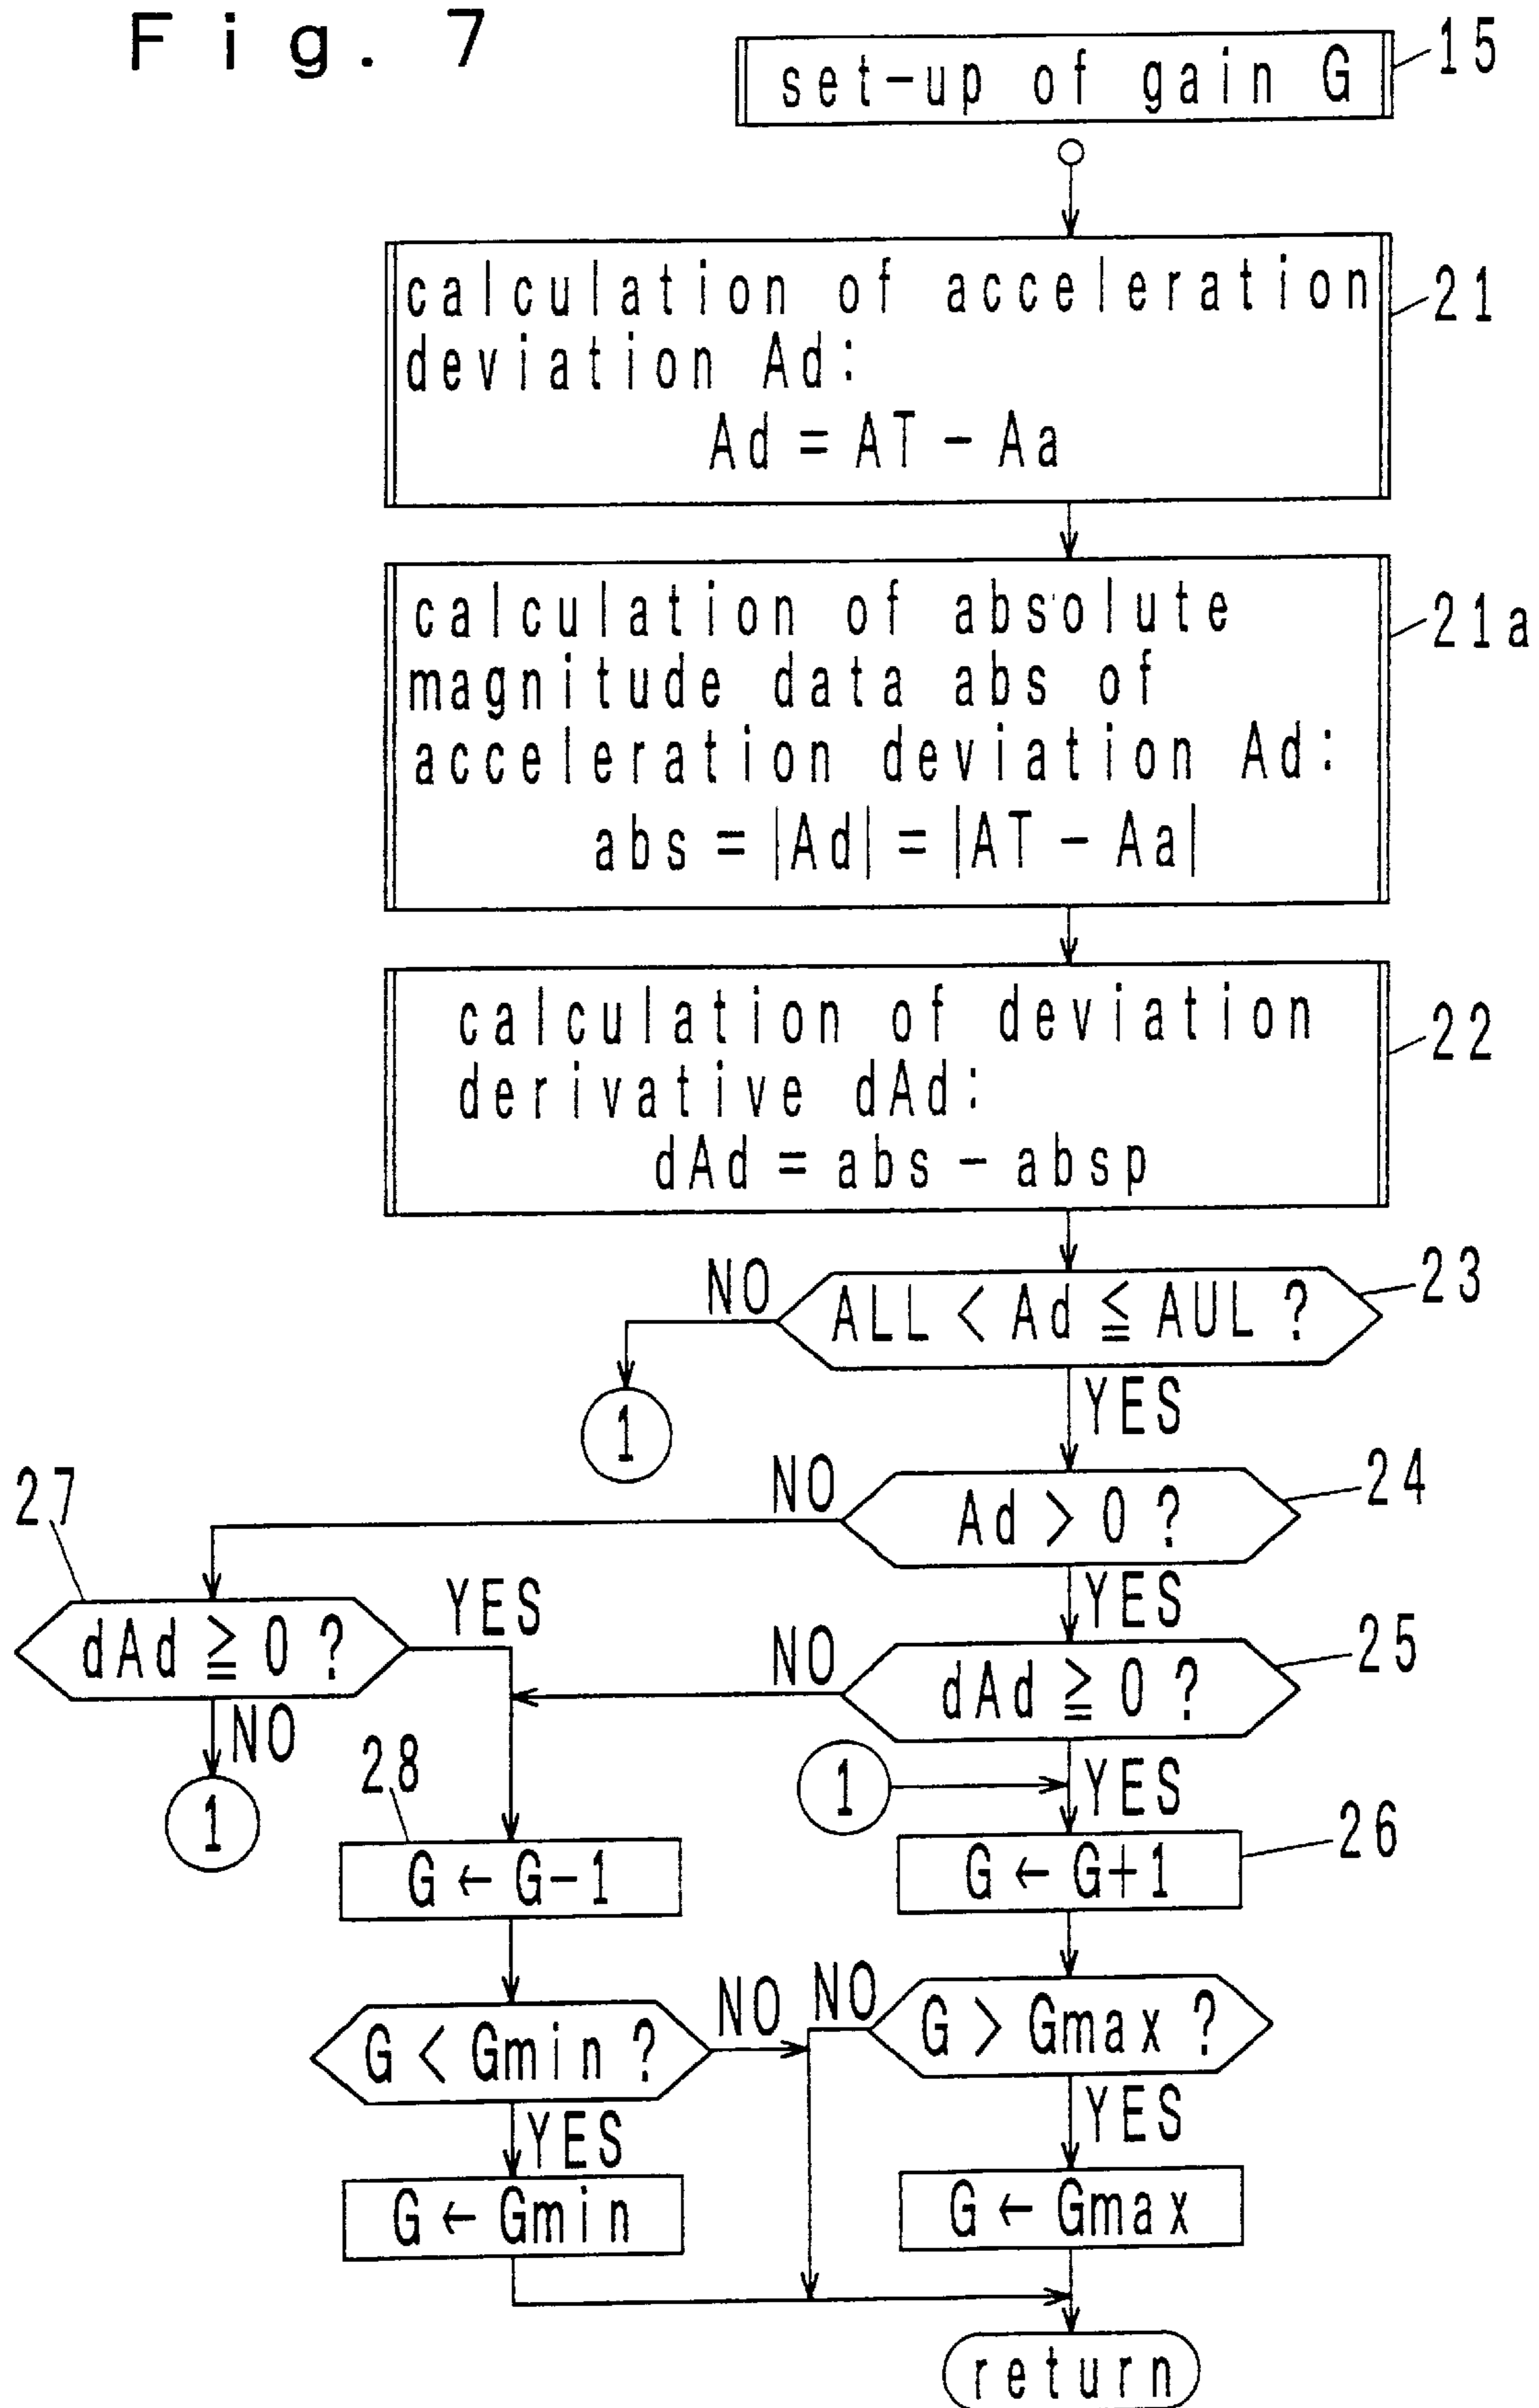 Fig. 7
set-up of gain G
15
calculation of acceleration
deviation Ad:
Ad = AT - Aa
21
calculation of absolute
magnitude data abs of
acceleration deviation Ad:
abs = |Ad| = |AT - Aa|
21a
calculation of deviation
derivative dAd:
dAd = abs - absp
22
NO
ALL < Ad ≦ AUL ?
23
1
YES
NO
Ad > 0 ?
24
27
YES
dAd ≧ 0 ?
YES
NO
dAd ≧ 0 ?
25
NO
1
1
YES
28
G ← G-1
G ← G+1
26
G < Gmin ?
NO
NO
G > Gmax ?
YES
YES
G ← Gmin
G ← Gmax
return